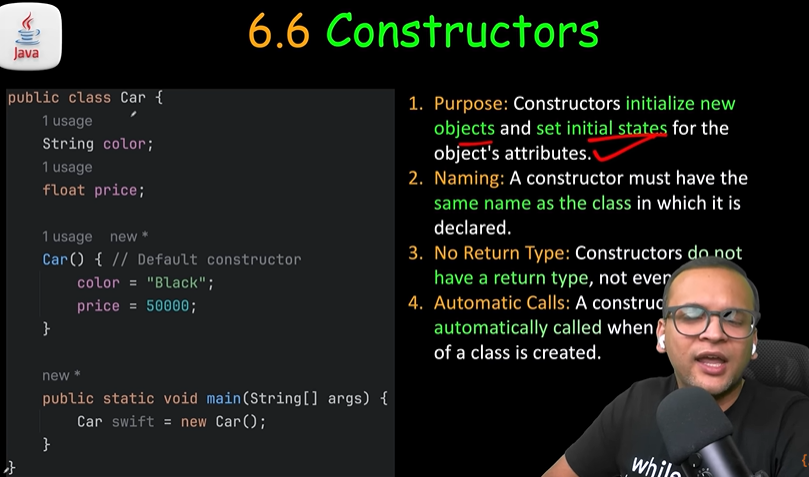 Java
6.6 Constructors
public class Car {
1 usage
String color;
1 usage
float price;
1 usage new *
Car() { // Default constructor
color = "Black";
price = 50000;
}
new *
public static void main(String[] args) {
Car swift = new Car();
}
}
1. Purpose: Constructors initialize new
objects and set initial states for the
object's attributes.
2. Naming: A constructor must have the
same name as the class in which it is
declared.
3. No Return Type: Constructors do not
have a return type, not even
4. Automatic Calls: A
automatically called when
of a class is created.
while
{